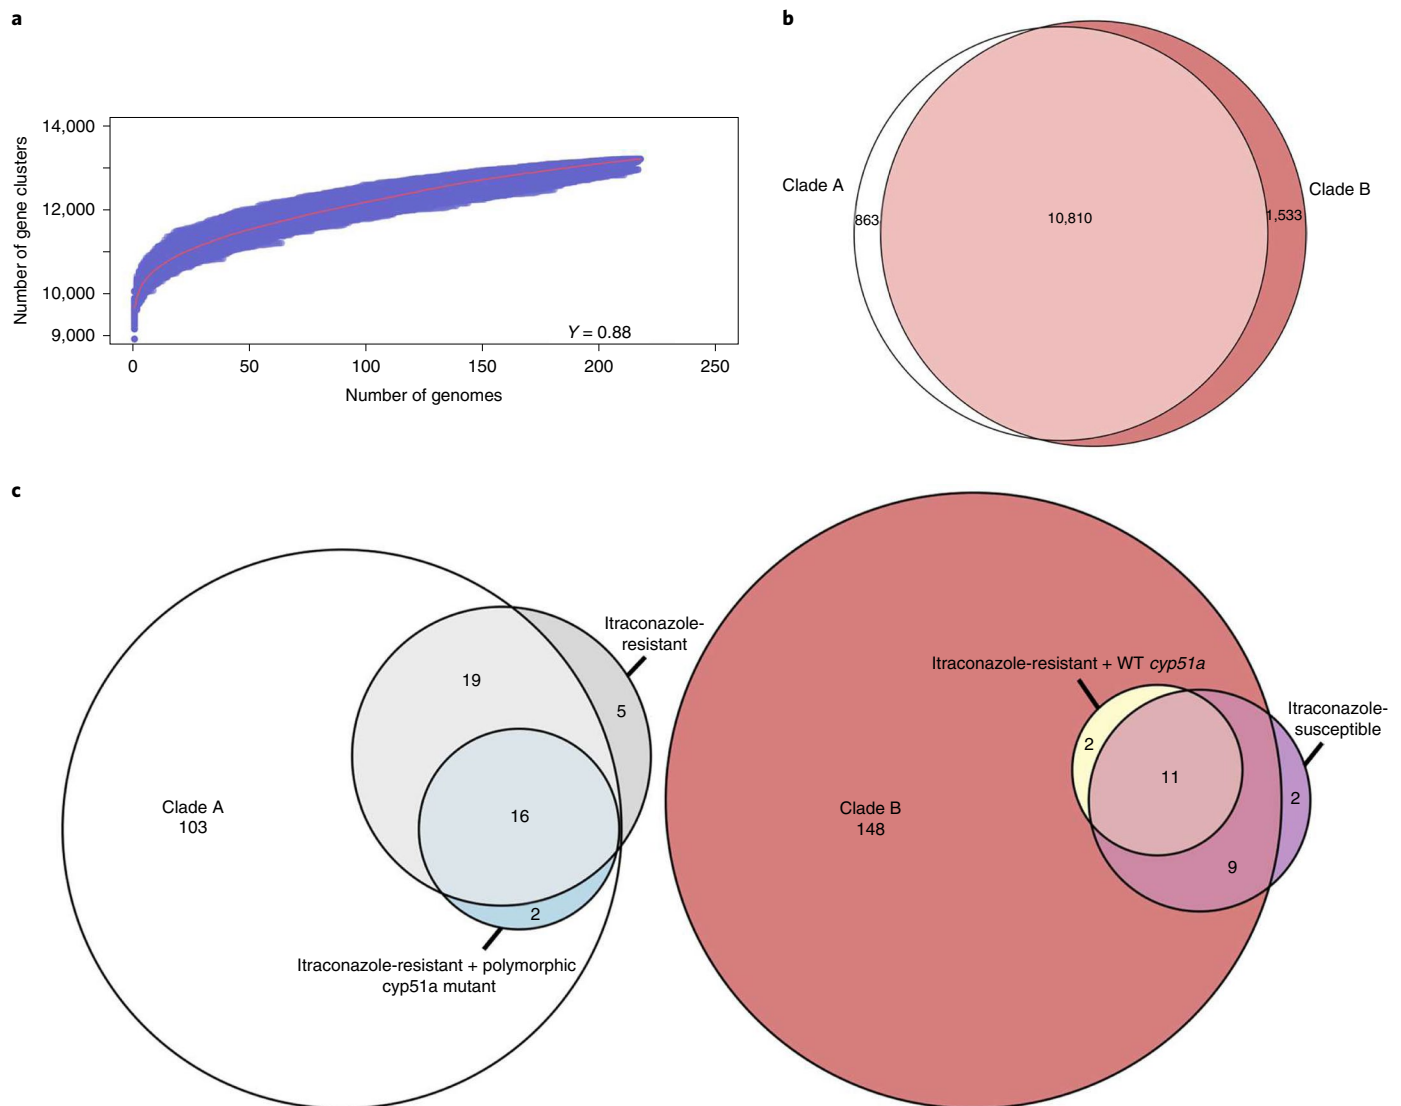 a
14,000
12,000
10,000
9,000
Number of gene clusters
Y = 0.88
0
50
100
150
200
250
Number of genomes
b
Clade A
863
10,810
1,533
Clade B
c
Clade A
103
19
5
16
2
Itraconazole-
resistant
Itraconazole-resistant + polymorphic
cyp51a mutant
Clade B
148
Itraconazole-resistant + WT cyp51a
2
11
9
2
Itraconazole-
susceptible